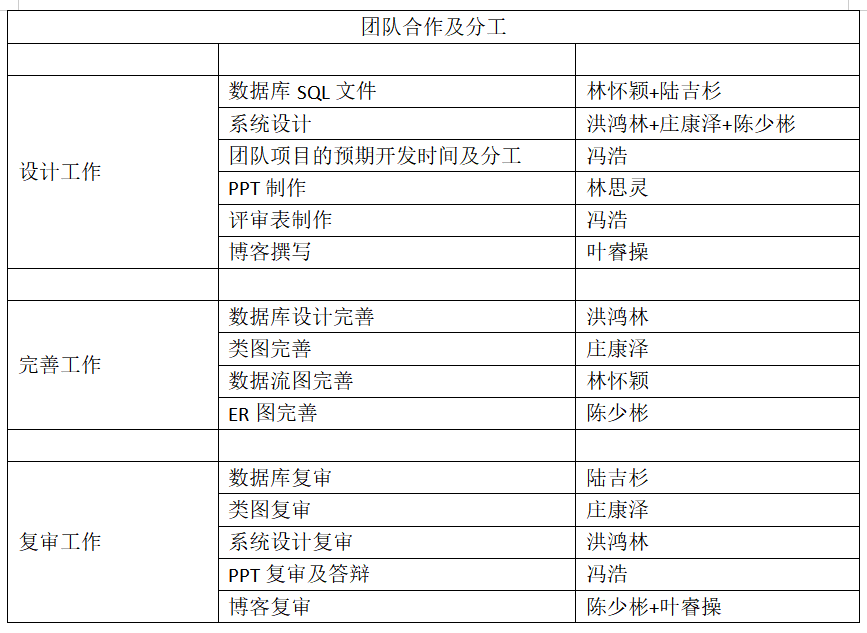 团队合作及分工
设计工作
数据库 SQL 文件 林怀颖+陆吉杉
系统设计 洪鸿林+庄康泽+陈少彬
团队项目的预期开发时间及分工 冯浩
PPT 制作 林思灵
评审表制作 冯浩
博客撰写 叶睿操
完善工作
数据库设计完善 洪鸿林
类图完善 庄康泽
数据流图完善 林怀颖
ER 图完善 陈少彬
复审工作
数据库复审 陆吉杉
类图复审 庄康泽
系统设计复审 洪鸿林
PPT 复审及答辩 冯浩
博客复审 陈少彬+叶睿操